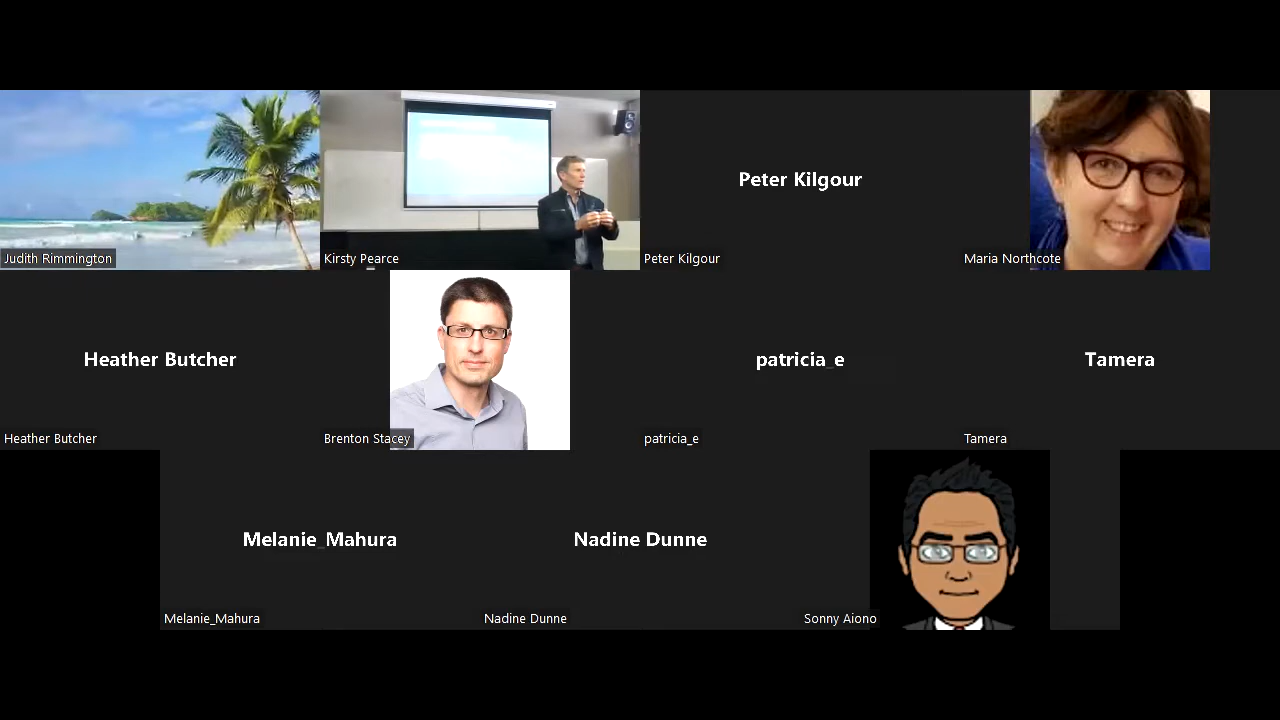 Judith Rimmington
Kirsty Pearce
Peter Kilgour
Peter Kilgour
Maria Northcote
Heather Butcher
Heather Butcher
Brenton Stacey
patricia_e
patricia_e
Tamera
Tamera
Melanie_Mahura
Melanie_Mahura
Nadine Dunne
Nadine Dunne
Sonny Aiono